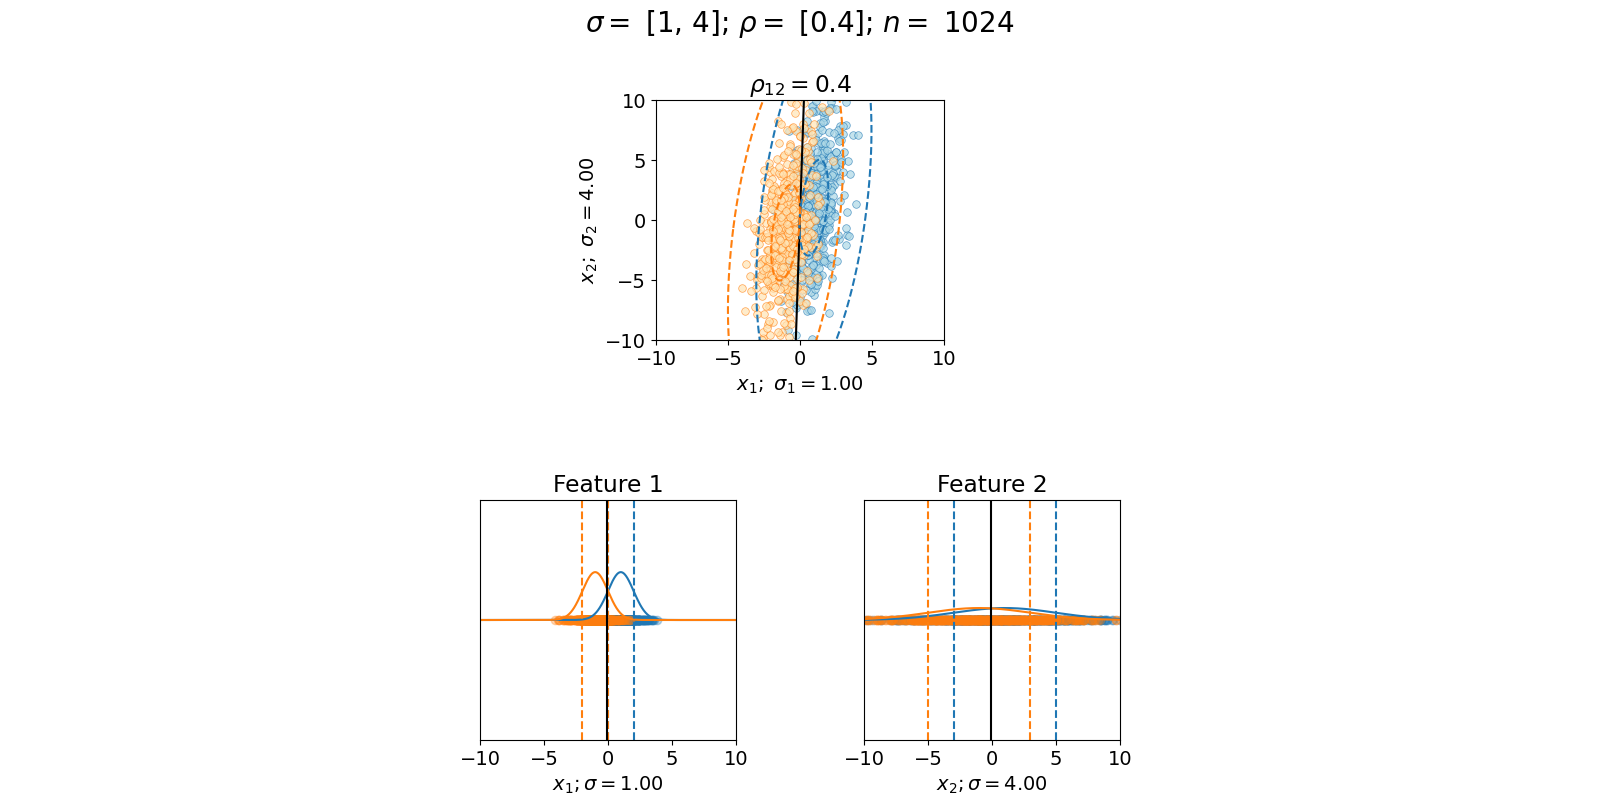 σ = [1, 4]; ρ = [0.4]; n = 1024
ρ₁₂ = 0.4
10
5
0
−5
−10
x₂; σ₂ = 4.00
−10 −5 0 5 10
x₁; σ₁ = 1.00
Feature 1
−10 −5 0 5 10
x₁; σ = 1.00
Feature 2
−10 −5 0 5 10
x₂; σ = 4.00